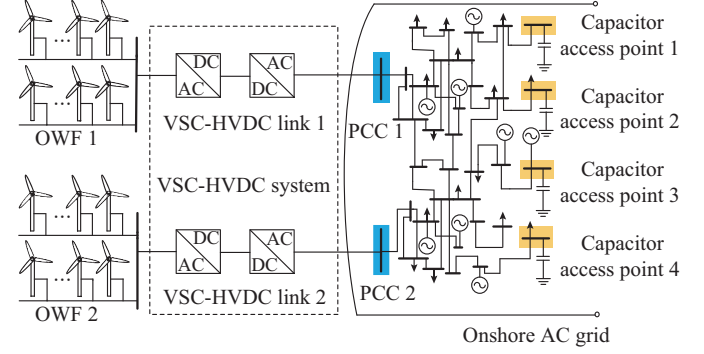 Capacitor
access point 1
DC
AC
AC
DC
OWF 1
VSC-HVDC link 1
PCC 1
Capacitor
access point 2
VSC-HVDC system
Capacitor
access point 3
DC
AC
AC
DC
Capacitor
access point 4
OWF 2
VSC-HVDC link 2
PCC 2
Onshore AC grid